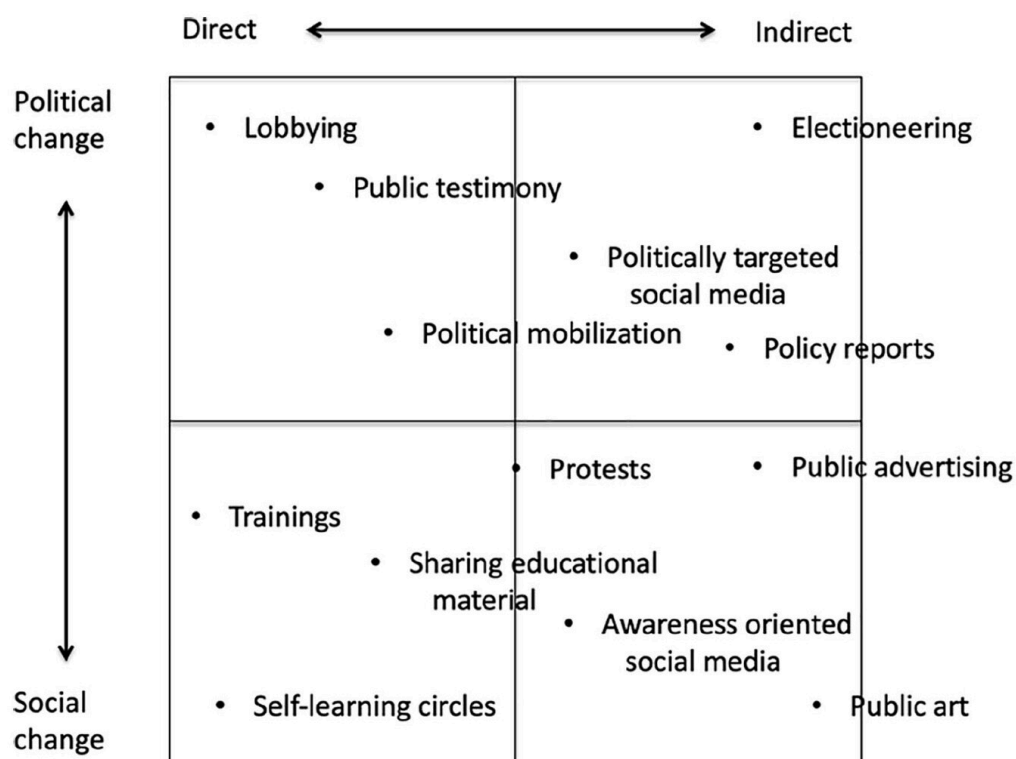 Direct
Indirect
Political
change
• Lobbying
• Electioneering
• Public testimony
• Politically targeted
social media
• Political mobilization
• Policy reports
• Protests
• Public advertising
• Trainings
• Sharing educational
material
• Awareness oriented
social media
Social
change
• Self-learning circles
• Public art